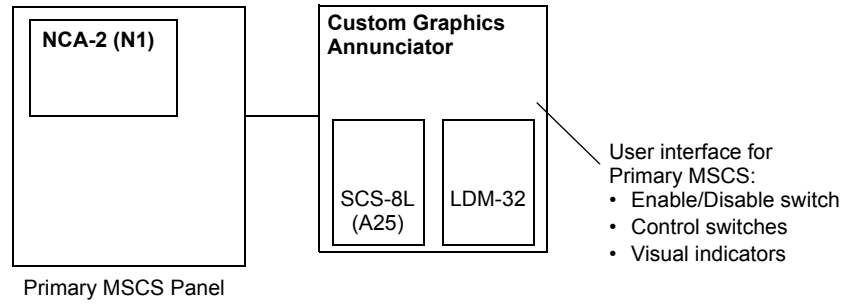 NCA-2 (N1)
Custom Graphics
Annunciator
SCS-8L
(A25)
LDM-32
User interface for
Primary MSCS:
• Enable/Disable switch
• Control switches
• Visual indicators
Primary MSCS Panel